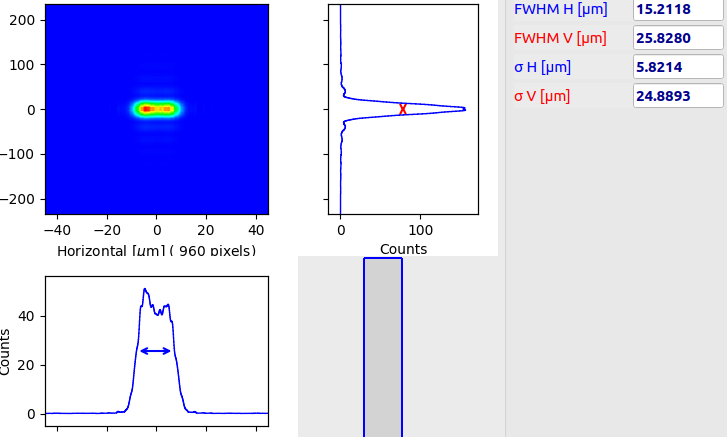 200
100
0
−100
−200
−40 −20 0 20 40
Horizontal [μm] ( 960 pixels)
0 100
Counts
FWHM H [μm] 15.2118
FWHM V [μm] 25.8280
σ H [μm] 5.8214
σ V [μm] 24.8893
Counts
40
20
0